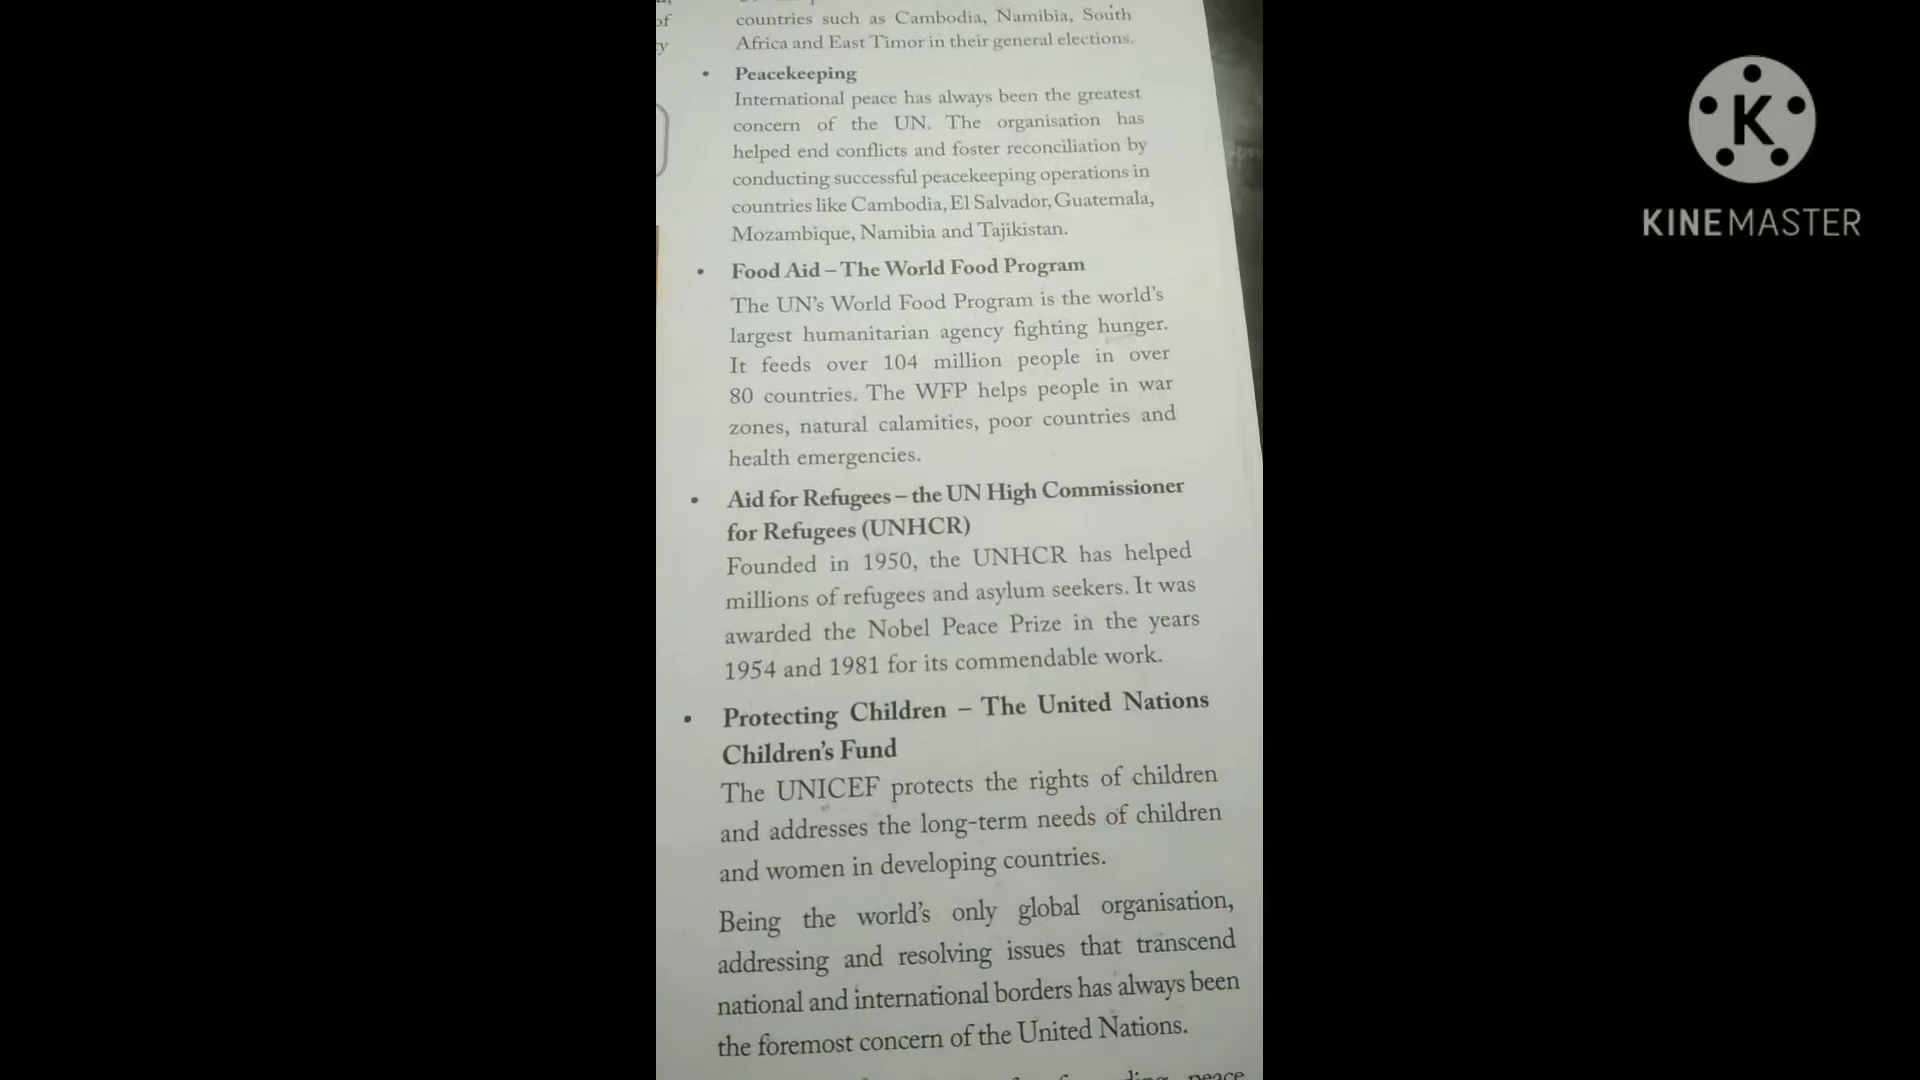 of
countries such as Cambodia, Namibia, South
y
Africa and East Timor in their general elections.
• Peacekeeping
International peace has always been the greatest
concern of the UN. The organisation has
helped end conflicts and foster reconciliation by
conducting successful peacekeeping operations in
countries like Cambodia, El Salvador, Guatemala,
Mozambique, Namibia and Tajikistan.
• Food Aid – The World Food Program
The UN's World Food Program is the world's
largest humanitarian agency fighting hunger.
It feeds over 104 million people in over
80 countries. The WFP helps people in war
zones, natural calamities, poor countries and
health emergencies.
• Aid for Refugees – the UN High Commissioner
for Refugees (UNHCR)
Founded in 1950, the UNHCR has helped
millions of refugees and asylum seekers. It was
awarded the Nobel Peace Prize in the years
1954 and 1981 for its commendable work.
• Protecting Children – The United Nations
Children's Fund
The UNICEF protects the rights of children
and addresses the long-term needs of children
and women in developing countries.
Being the world's only global organisation,
addressing and resolving issues that transcend
national and international borders has always been
the foremost concern of the United Nations.
peace
K
KINEMASTER